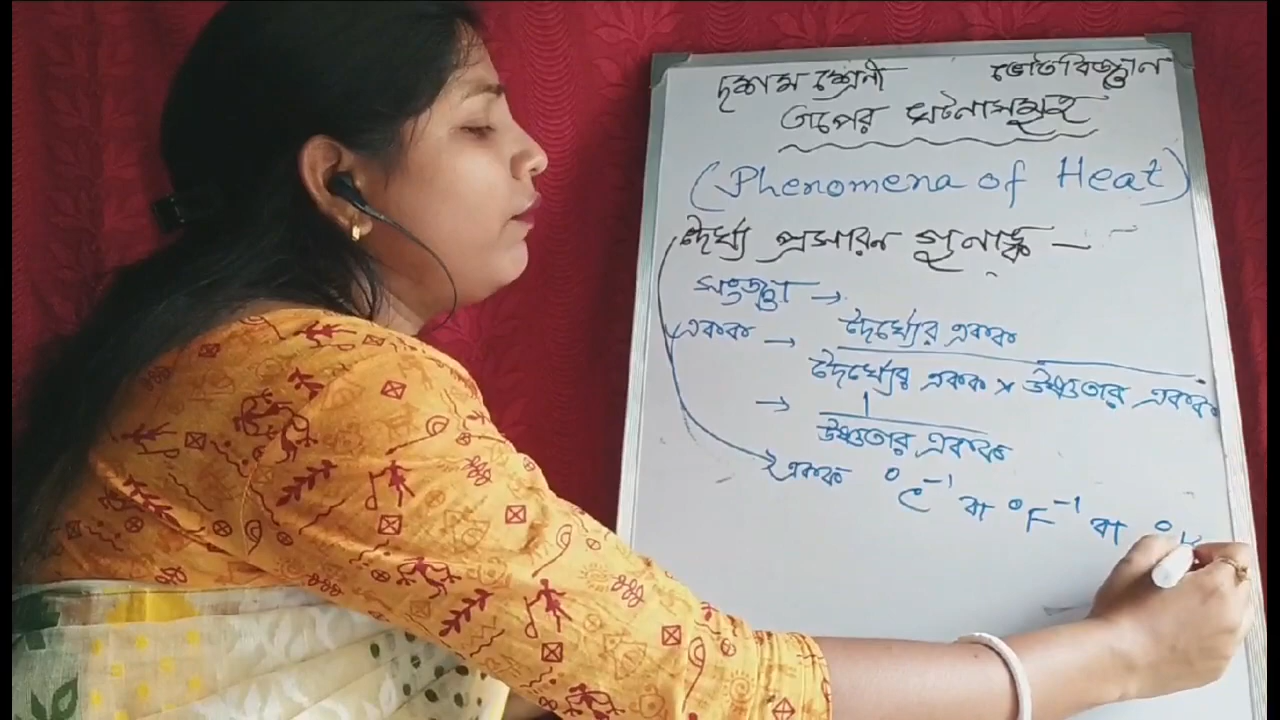 দশম শ্রেনী ভৌতবিজ্ঞান
তাপের ঘটনাসমূহ
(Phenomena of Heat)
দৈর্ঘ্য প্রসারন গুনাঙ্ক —
সংজ্ঞা →
একক → দৈর্ঘ্যের একক
দৈর্ঘ্যের একক x উষ্ণতার একক
→ 1
উষ্ণতার একক
একক °C⁻¹ বা °F⁻¹ বা °K